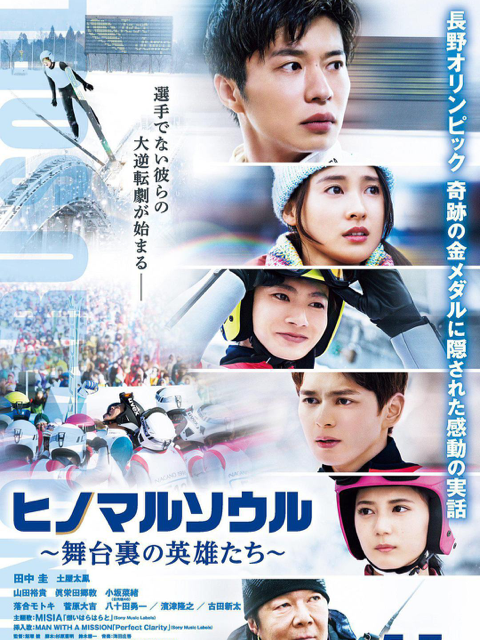 長野オリンピック 奇跡の金メダルに隠された感動の実話
選手でない彼らの
大逆転劇が始まる──
ヒノマルソウル
～舞台裏の英雄たち～
田中 圭 土屋太鳳
山田裕貴 眞栄田郷敦 小坂菜緒
落合モトキ 菅原大吉 八十田勇一 ／ 濱津隆之 ／ 古田新太
主題歌：MISIA「想いはらはらと」(Sony Music Labels)
挿入歌：MAN WITH A MISSION「Perfect Clarity」(Sony Music Labels)